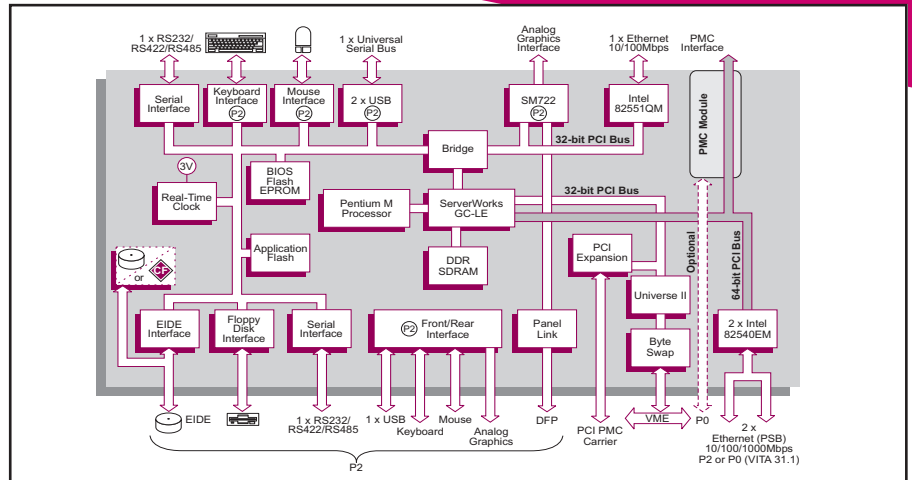 1 x RS232/
RS422/RS485
1 x Universal
Serial Bus
Analog
Graphics
Interface
1 x Ethernet
10/100Mbps
PMC
Interface
Serial
Interface
Keyboard
Interface
P2
Mouse
Interface
P2
2 x USB
P2
SM722
P2
Intel
82551QM
PMC Module
32-bit PCI Bus
Bridge
3V
BIOS
Flash
EPROM
Real-Time
Clock
Pentium M
Processor
ServerWorks
GC-LE
32-bit PCI Bus
Application
Flash
DDR
SDRAM
PCI
Expansion
Optional
64-bit PCI Bus
or
CF
Universe II
EIDE
Interface
Floppy
Disk
Interface
Serial
Interface
P2 Front/Rear
Interface
Panel
Link
Byte
Swap
2 x Intel
82540EM
EIDE
1 x RS232/
RS422/RS485
1 x USB
Keyboard
Mouse
Analog
Graphics
DFP
PCI PMC
Carrier
VME
P0
2 x
Ethernet (PSB)
10/100/1000Mbps
P2 or P0 (VITA 31.1)
P2